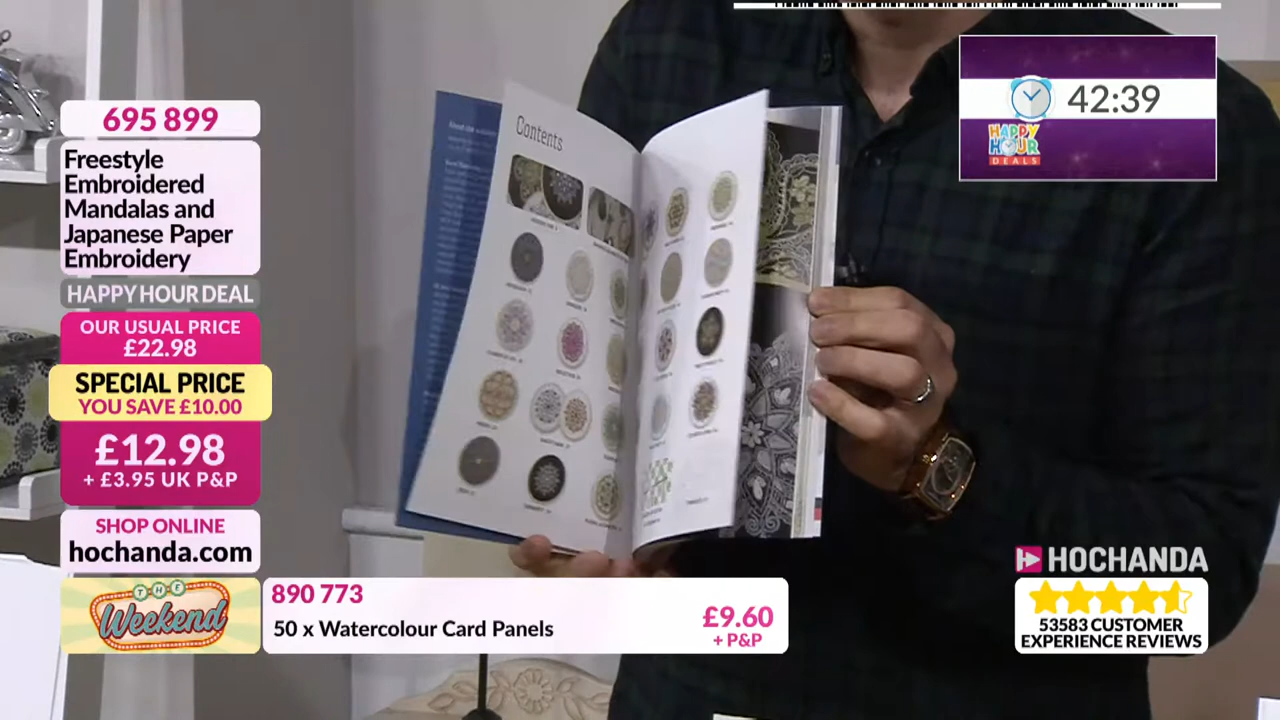 695 899
Freestyle
Embroidered
Mandalas and
Japanese Paper
Embroidery
HAPPY HOUR DEAL
OUR USUAL PRICE
£22.98
SPECIAL PRICE
YOU SAVE £10.00
£12.98
+ £3.95 UK P&P
SHOP ONLINE
hochanda.com
THE
Weekend
890 773
50 x Watercolour Card Panels
£9.60
+ P&P
Contents
42:39
HAPPY
HOUR
DEALS
HOCHANDA
53583 CUSTOMER
EXPERIENCE REVIEWS